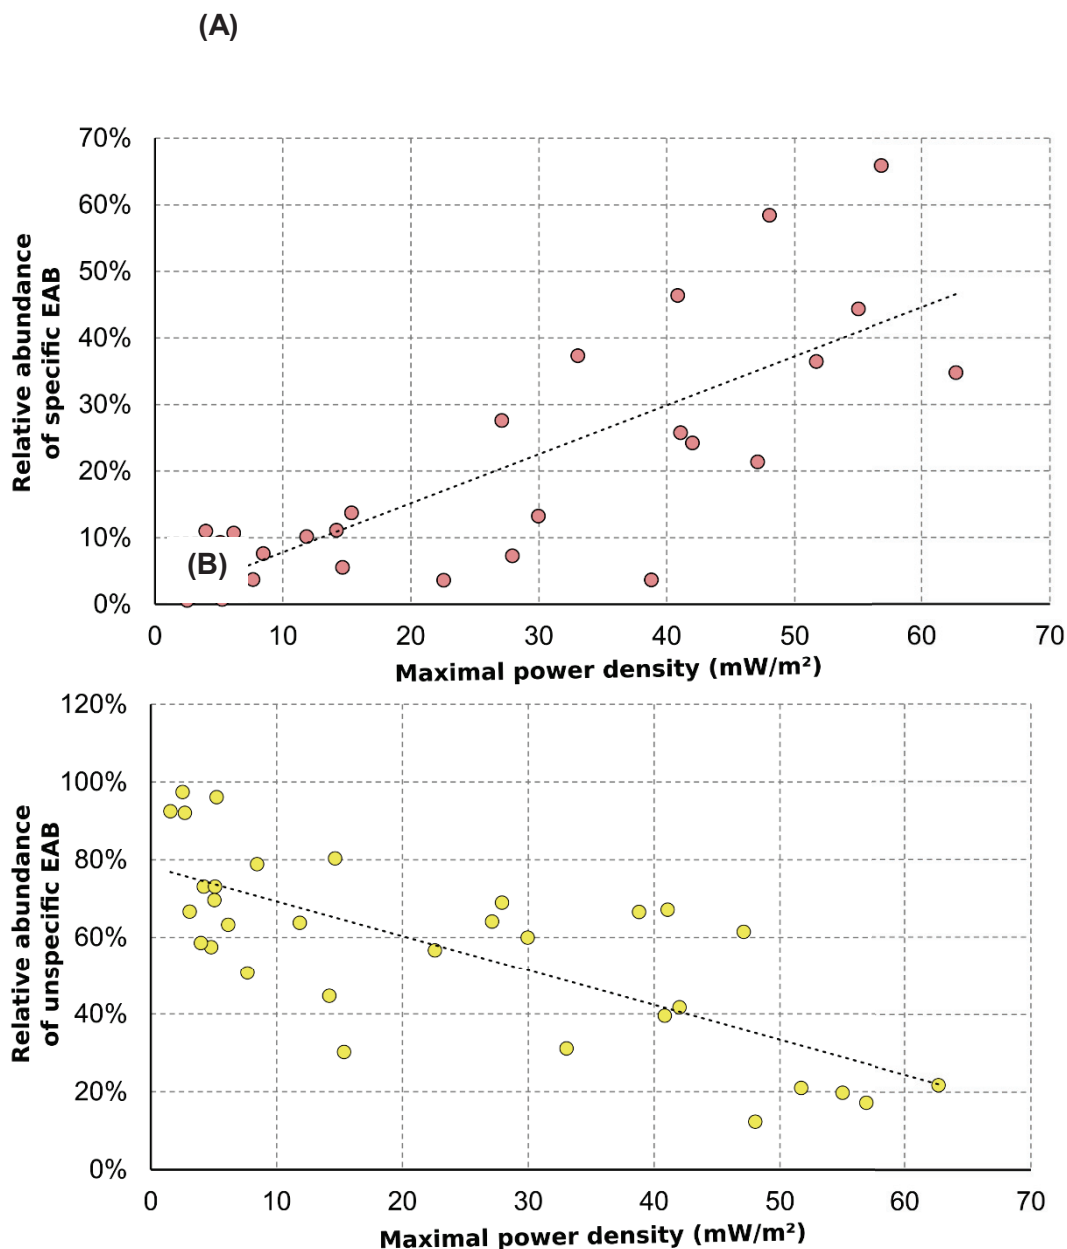 (A)
70%
60%
50%
40%
30%
20%
10%
0%
Relative abundance
of specific EAB
(B)
0 10 20 30 40 50 60 70
Maximal power density (mW/m²)
120%
100%
80%
60%
40%
20%
0%
Relative abundance
of unspecific EAB
0 10 20 30 40 50 60 70
Maximal power density (mW/m²)